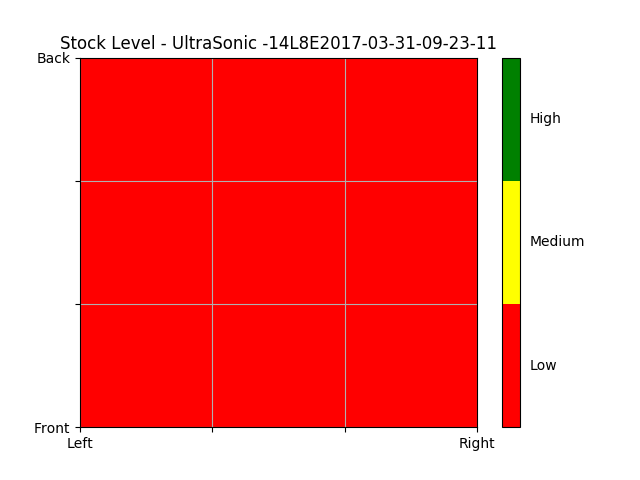 Stock Level - UltraSonic -14L8E2017-03-31-09-23-11
Back
High
Medium
Low
Front
Left
Right